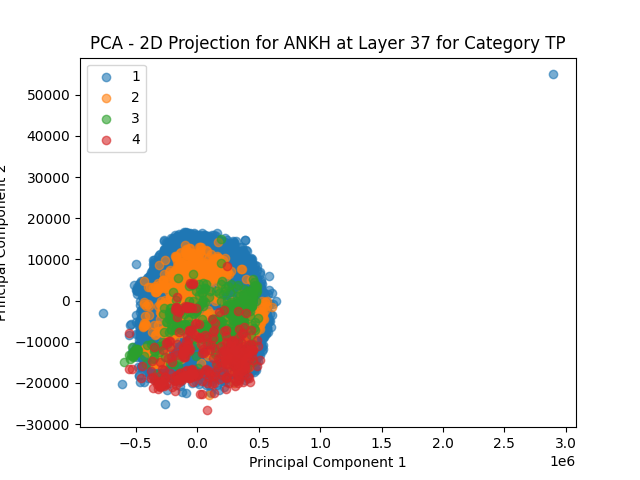 PCA - 2D Projection for ANKH at Layer 37 for Category TP
1
2
3
4
50000
40000
30000
20000
10000
0
−10000
−20000
−30000
Principal Component 2
−0.5 0.0 0.5 1.0 1.5 2.0 2.5 3.0
1e6
Principal Component 1